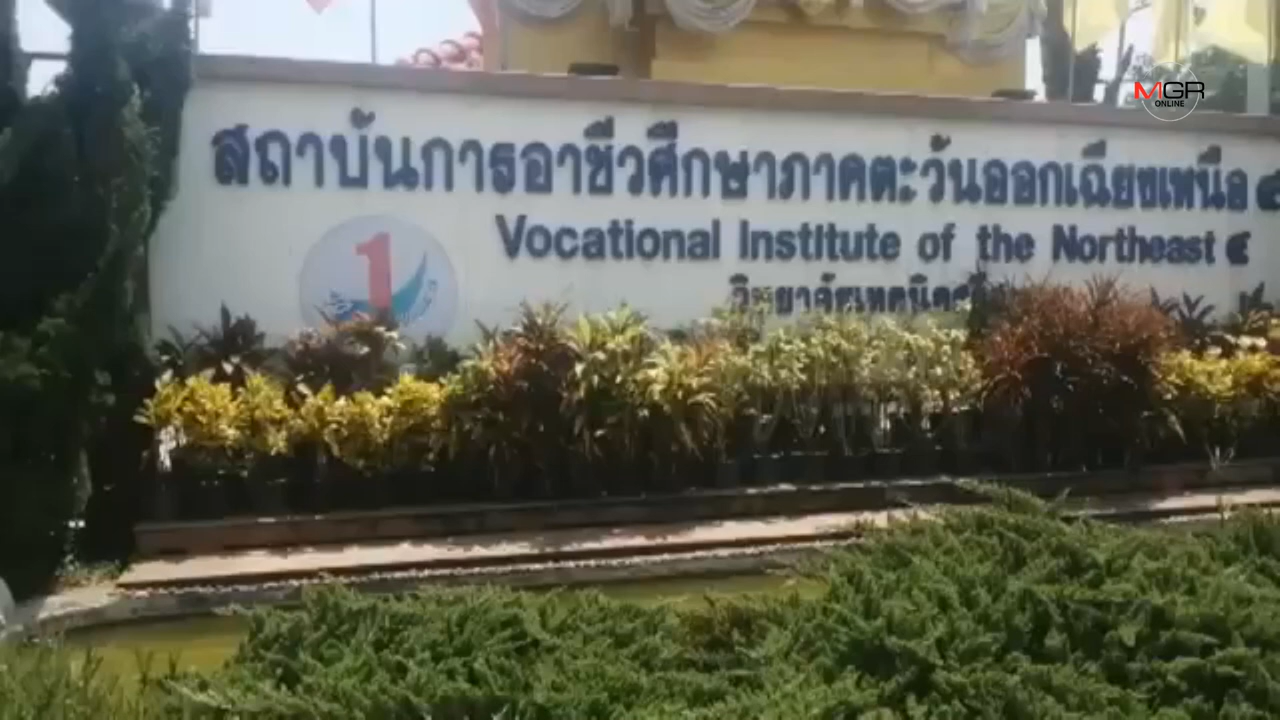 MGR
ONLINE
สถาบันการอาชีวศึกษาภาคตะวันออกเฉียงเหนือ ๔
1
Vocational Institute of the Northeast ๔